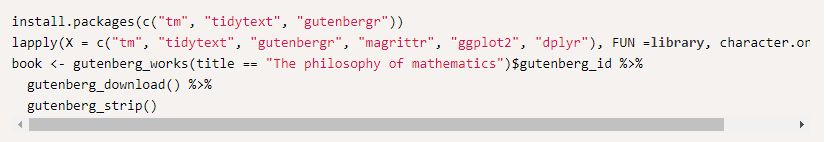 install.packages(c("tm", "tidytext", "gutenbergr"))
lapply(X = c("tm", "tidytext", "gutenbergr", "magrittr", "ggplot2", "dplyr"), FUN =library, character.on
book <- gutenberg_works(title == "The philosophy of mathematics")$gutenberg_id %>%
  gutenberg_download() %>%
  gutenberg_strip()